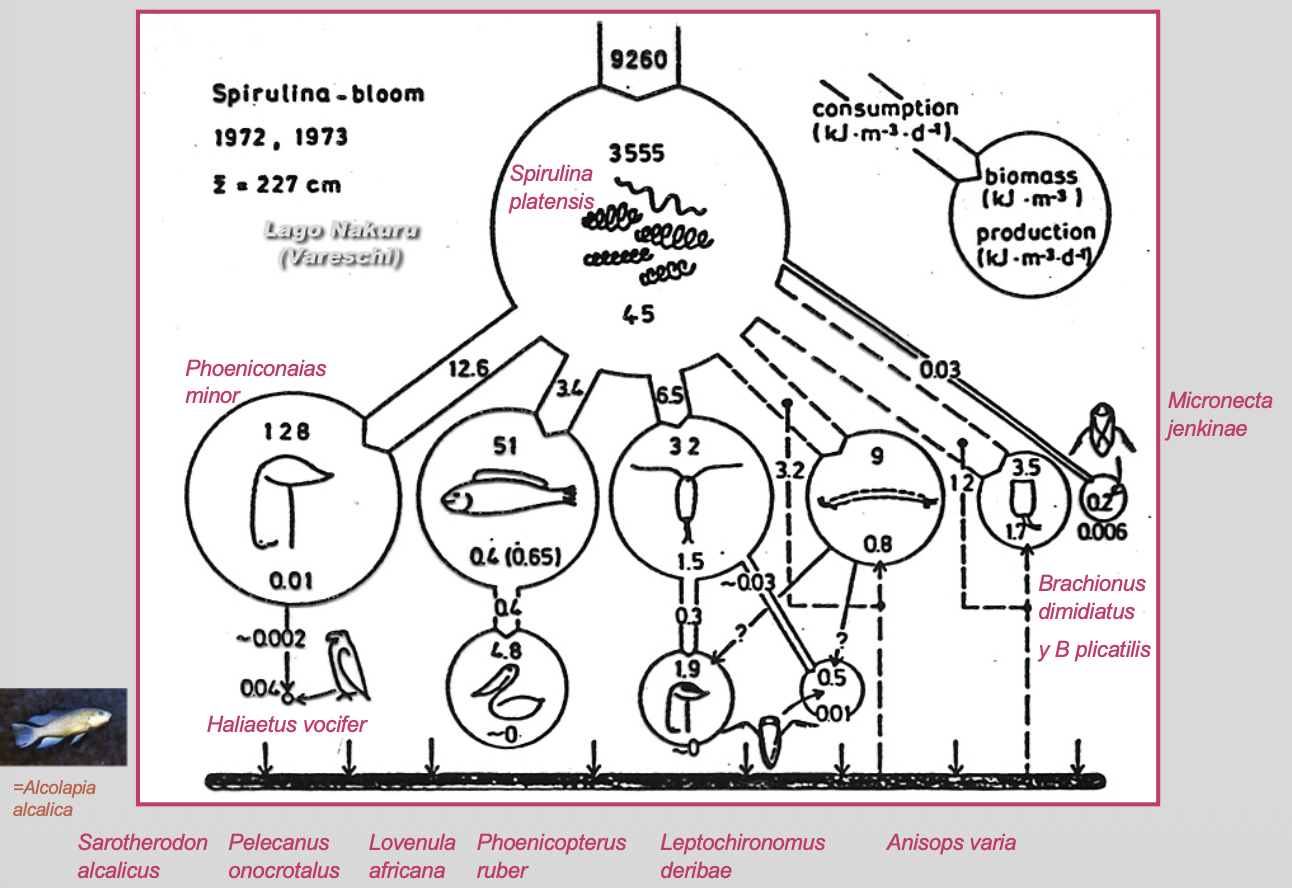 9260
Spirulina-bloom
1972, 1973
z̄ = 227 cm
Lago Nakuru
(Vareschi)
consumption
(kJ·m-3·d-1)
biomass
(kJ·m-3)
production
(kJ·m-3·d-1)
3555
Spirulina
platensis
45
Phoeniconaias
minor
12.6
3.4
6.5
0.03
Micronecta
jenkinae
128
51
32
3.2
9
12
3.5
0.2
0.01
0.4 (0.65)
1.5
0.8
1.7
0.006
~0.002
0.4
0.3
~0.03
?
?
Brachionus
dimidiatus
y B plicatilis
0.04
4.8
1.9
0.5
0.01
Haliaetus vocifer
~0
~0
=Alcolapia
alcalica
Sarotherodon
alcalicus
Pelecanus
onocrotalus
Lovenula
africana
Phoenicopterus
ruber
Leptochironomus
deribae
Anisops varia